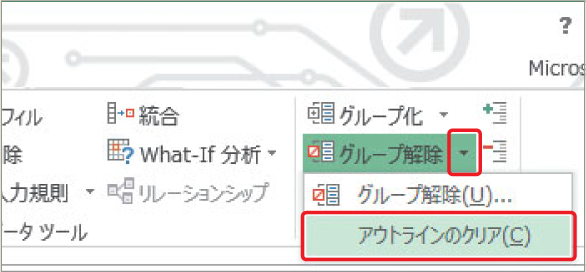 ?
Micros
フィル
統合
グループ化
除
What-If 分析
グループ解除
人力規則
リレーションシップ
グループ解除(U)...
ータ ツール
アウトラインのクリア(C)